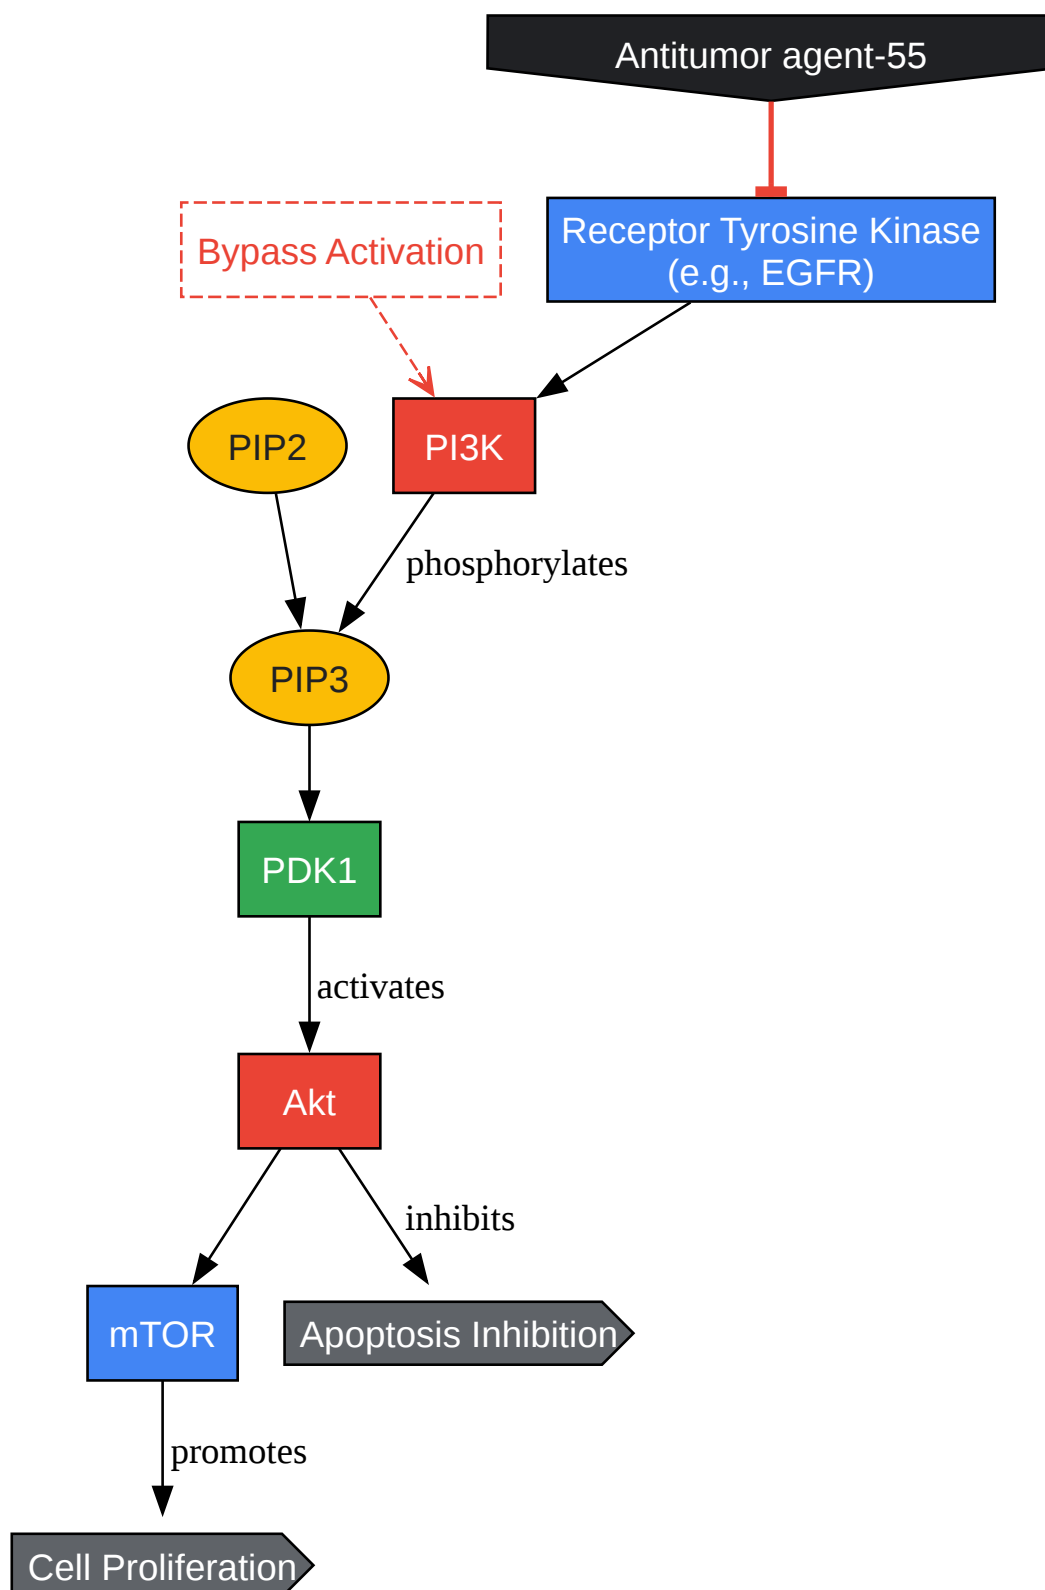 Antitumor agent-55
Receptor Tyrosine Kinase
(e.g., EGFR)
Bypass Activation
PIP2
PI3K
phosphorylates
PIP3
PDK1
activates
Akt
inhibits
mTOR
Apoptosis Inhibition
promotes
Cell Proliferation